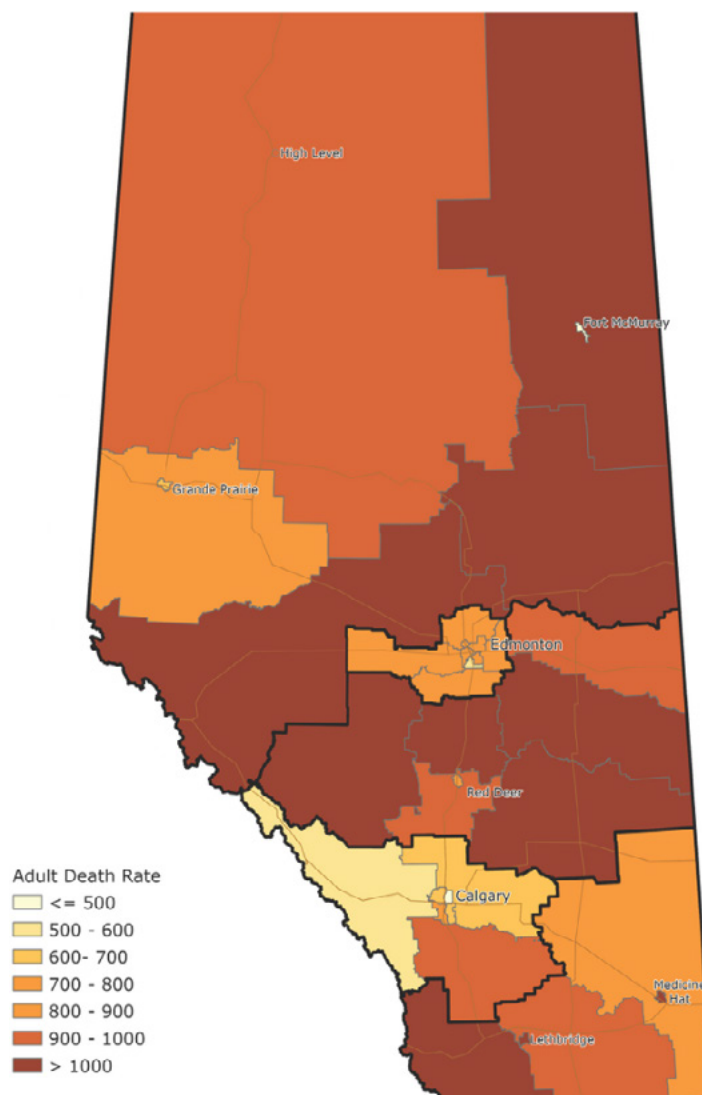 High Level
Fort McMurray
Grande Prairie
Edmonton
Red Deer
Adult Death Rate
<= 500
500 - 600
600- 700
700 - 800
800 - 900
900 - 1000
> 1000
Calgary
Medicine
Hat
Lethbridge